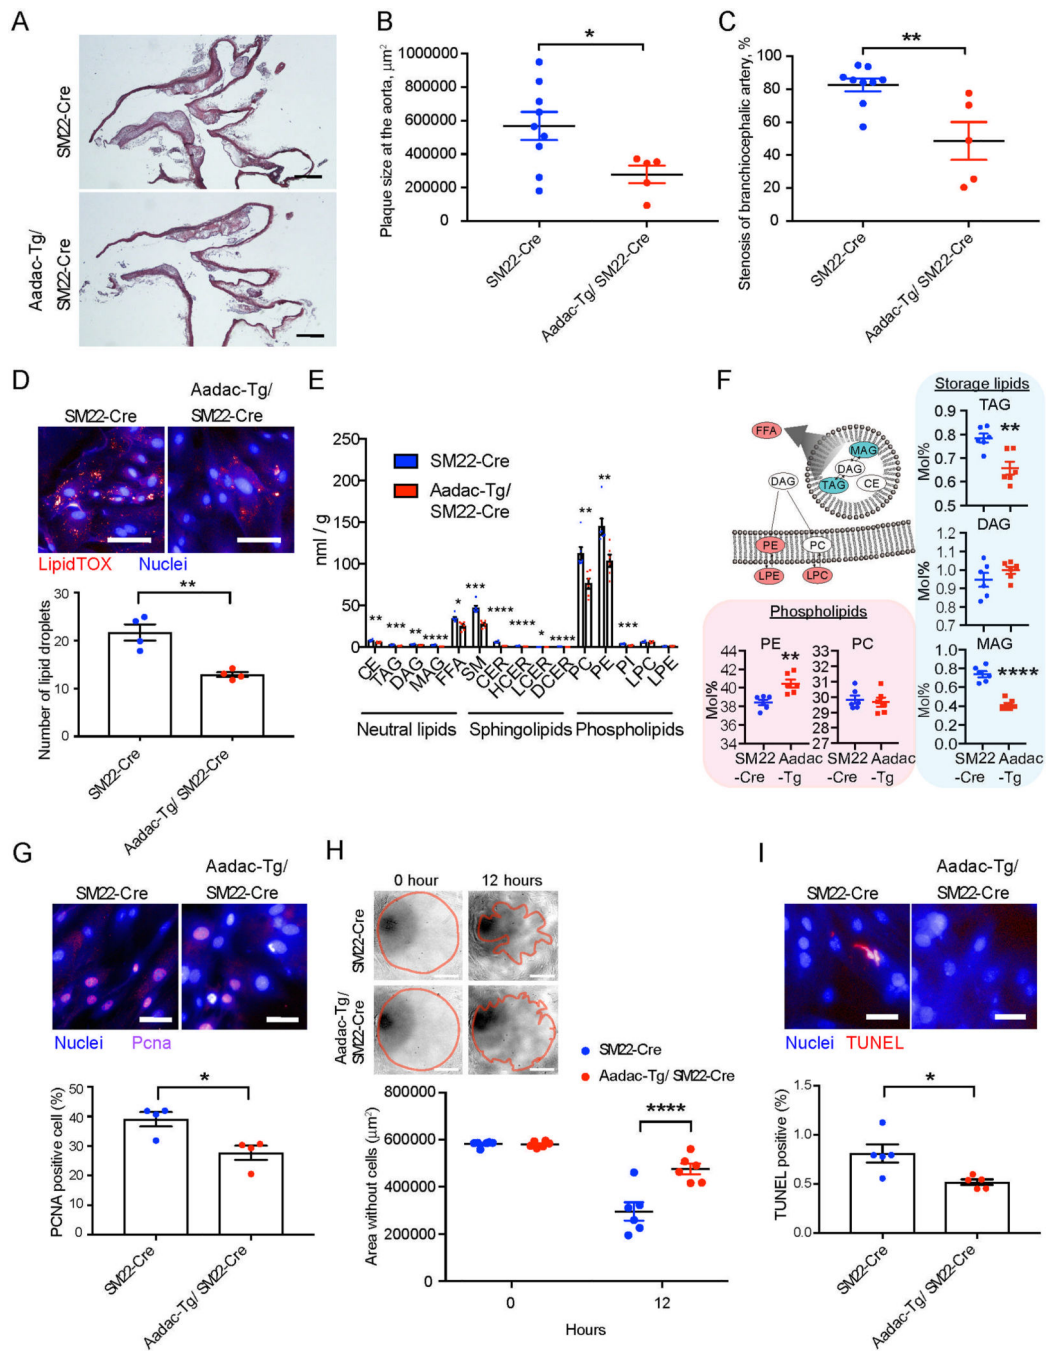 A
SM22-Cre
Aadac-Tg/
SM22-Cre
B
*
Plaque size at the aorta, µm²
1000000
800000
600000
400000
200000
0
SM22-Cre
Aadac-Tg/ SM22-Cre
C
**
Stenosis of branchiocephalic artery, %
100
80
60
40
20
0
SM22-Cre
Aadac-Tg/ SM22-Cre
D
SM22-Cre
Aadac-Tg/
SM22-Cre
LipidTOX
Nuclei
**
Number of lipid droplets
30
20
10
0
SM22-Cre
Aadac-Tg/ SM22-Cre
E
nml / g
250
200
150
100
50
0
SM22-Cre
Aadac-Tg/
SM22-Cre
** *** ** **** * *** **** **** * **** ** ** ***
CE TAG DAG MAG FFA SM CER HCER LCER DCER PC PE PI LPC LPE
Neutral lipids Sphingolipids Phospholipids
F
FFA
MAG
DAG
TAG
CE
DAG
PE
PC
LPE
LPC
Storage lipids
TAG
**
Mol%
0.9
0.8
0.7
0.6
0.5
DAG
Mol%
1.2
1.1
1.0
0.9
0.8
0.7
MAG
****
Mol%
1.0
0.8
0.6
0.4
0.2
0.0
SM22
-Cre
Aadac
-Tg
Phospholipids
PE
**
Mol%
44
42
40
38
36
34
SM22
-Cre
Aadac
-Tg
PC
33
32
31
30
29
28
27
SM22
-Cre
Aadac
-Tg
G
SM22-Cre
Aadac-Tg/
SM22-Cre
Nuclei
Pcna
*
PCNA positive cell (%)
50
40
30
20
10
0
SM22-Cre
Aadac-Tg/ SM22-Cre
H
0 hour
12 hours
SM22-Cre
Aadac-Tg/
SM22-Cre
SM22-Cre
Aadac-Tg/ SM22-Cre
****
Area without cells (µm²)
800000
600000
400000
200000
0
0
12
Hours
I
SM22-Cre
Aadac-Tg/
SM22-Cre
Nuclei
TUNEL
*
TUNEL positive (%)
1.5
1.0
0.5
0.0
SM22-Cre
Aadac-Tg/ SM22-Cre